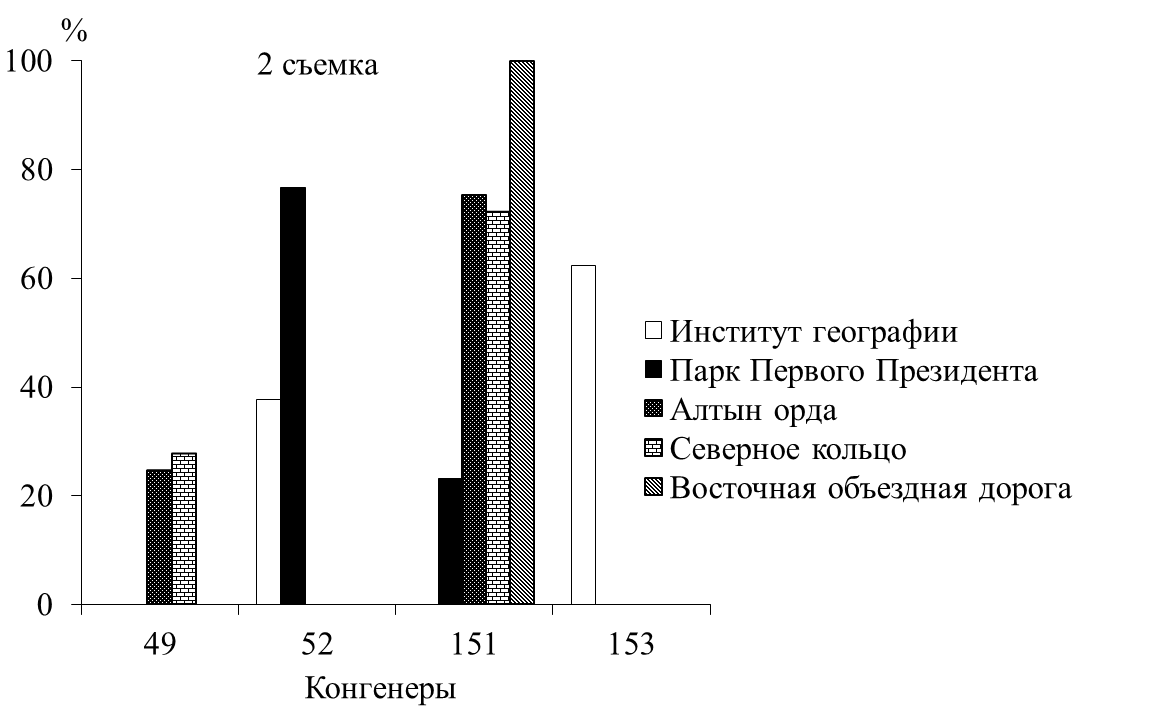 %
2 съемка
100
80
60
40
20
0
49 52 151 153
Конгенеры
Институт географии
Парк Первого Президента
Алтын орда
Северное кольцо
Восточная объездная дорога